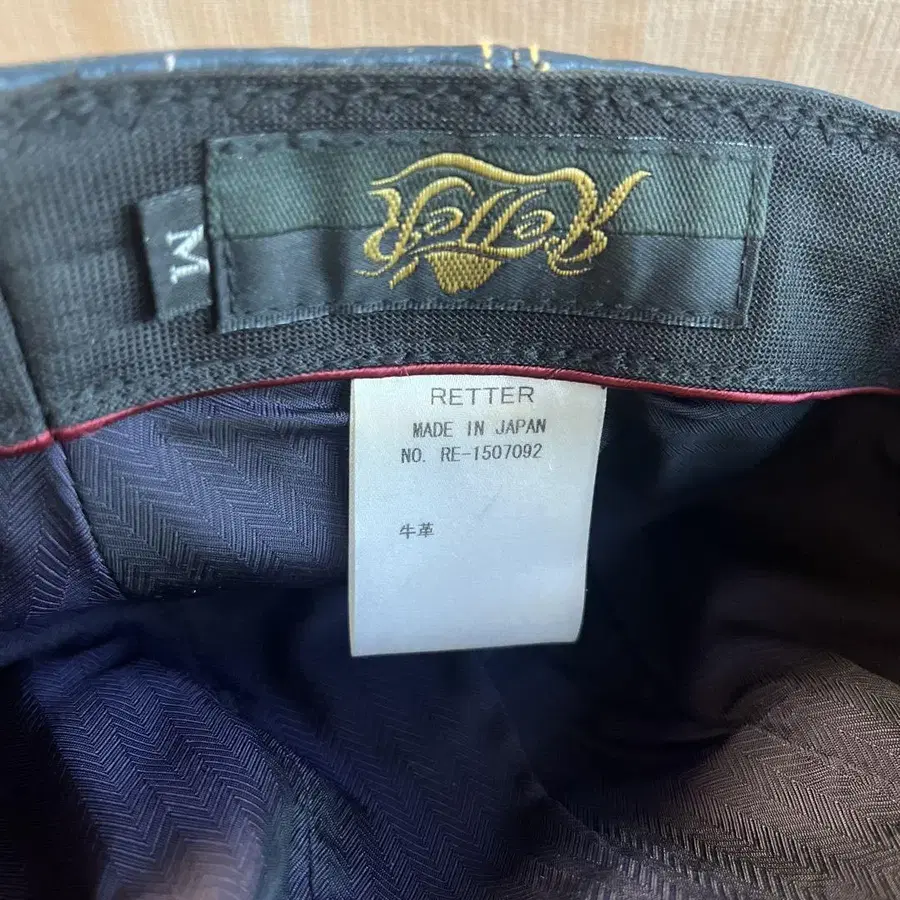 Retter
M
RETTER
MADE IN JAPAN
NO. RE-1507092
牛革